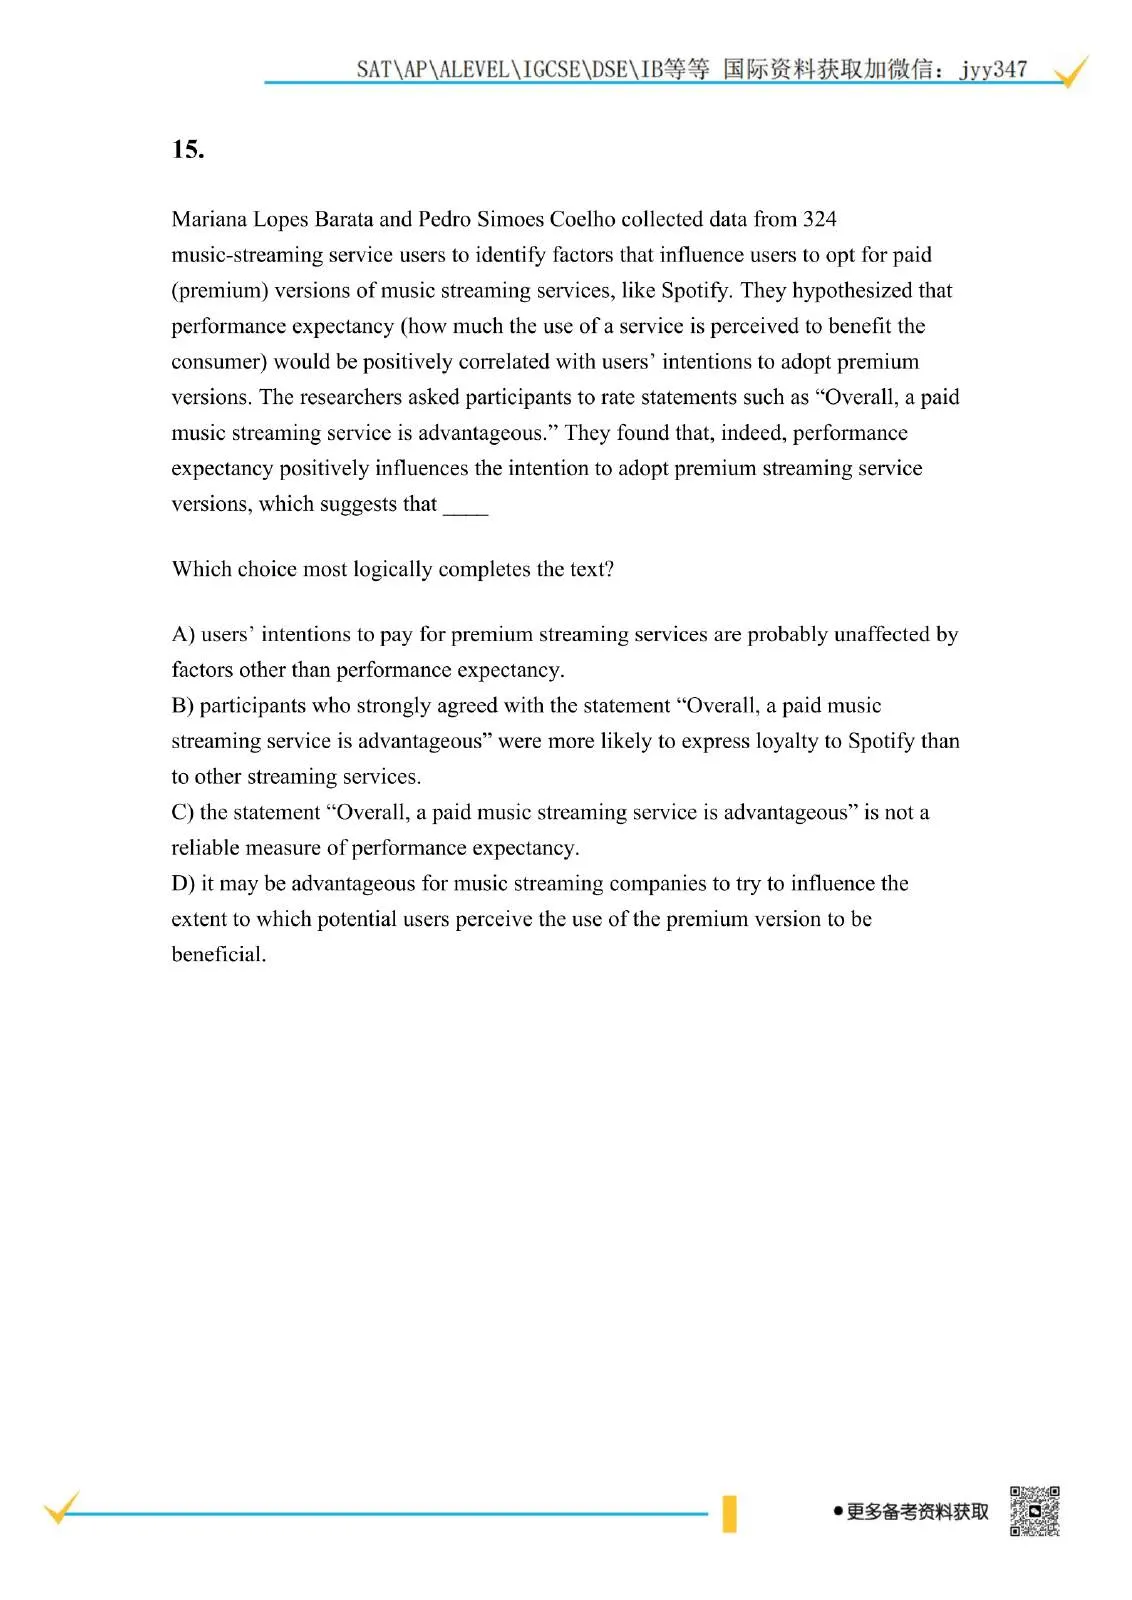 SAT\AP\ALEVEL\IGCSE\DSE\IB等等 国际资料获取加微信：jyy347
15.
Mariana Lopes Barata and Pedro Simoes Coelho collected data from 324
music-streaming service users to identify factors that influence users to opt for paid
(premium) versions of music streaming services, like Spotify. They hypothesized that
performance expectancy (how much the use of a service is perceived to benefit the
consumer) would be positively correlated with users’ intentions to adopt premium
versions. The researchers asked participants to rate statements such as “Overall, a paid
music streaming service is advantageous.” They found that, indeed, performance
expectancy positively influences the intention to adopt premium streaming service
versions, which suggests that ____
Which choice most logically completes the text?
A) users’ intentions to pay for premium streaming services are probably unaffected by
factors other than performance expectancy.
B) participants who strongly agreed with the statement “Overall, a paid music
streaming service is advantageous” were more likely to express loyalty to Spotify than
to other streaming services.
C) the statement “Overall, a paid music streaming service is advantageous” is not a
reliable measure of performance expectancy.
D) it may be advantageous for music streaming companies to try to influence the
extent to which potential users perceive the use of the premium version to be
beneficial.
●更多备考资料获取